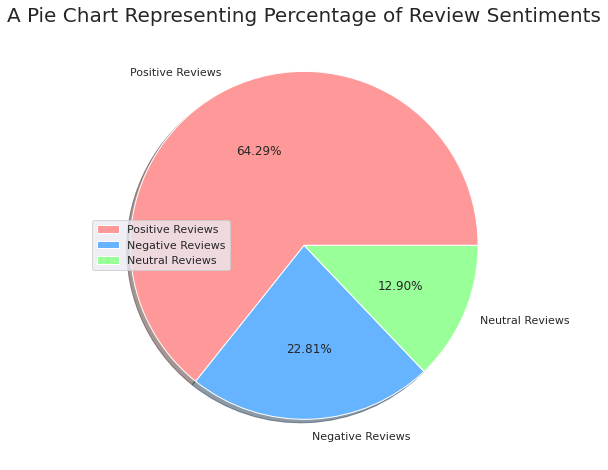 A Pie Chart Representing Percentage of Review Sentiments
Positive Reviews
64.29%
Positive Reviews
Negative Reviews
Neutral Reviews
12.90%
Neutral Reviews
22.81%
Negative Reviews